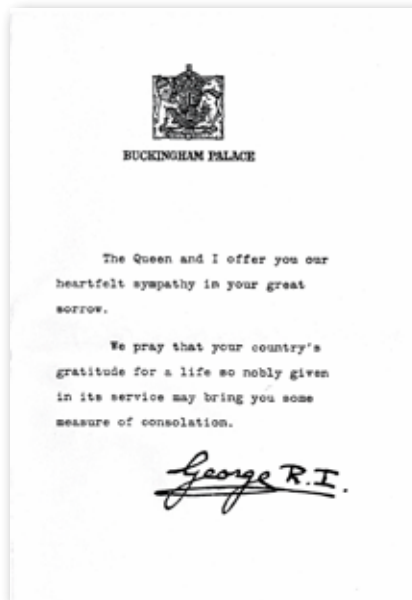 BUCKINGHAM PALACE
The Queen and I offer you our
heartfelt sympathy in your great
sorrow.
We pray that your country's
gratitude for a life so nobly given
in its service may bring you some
measure of consolation.
George R.I.